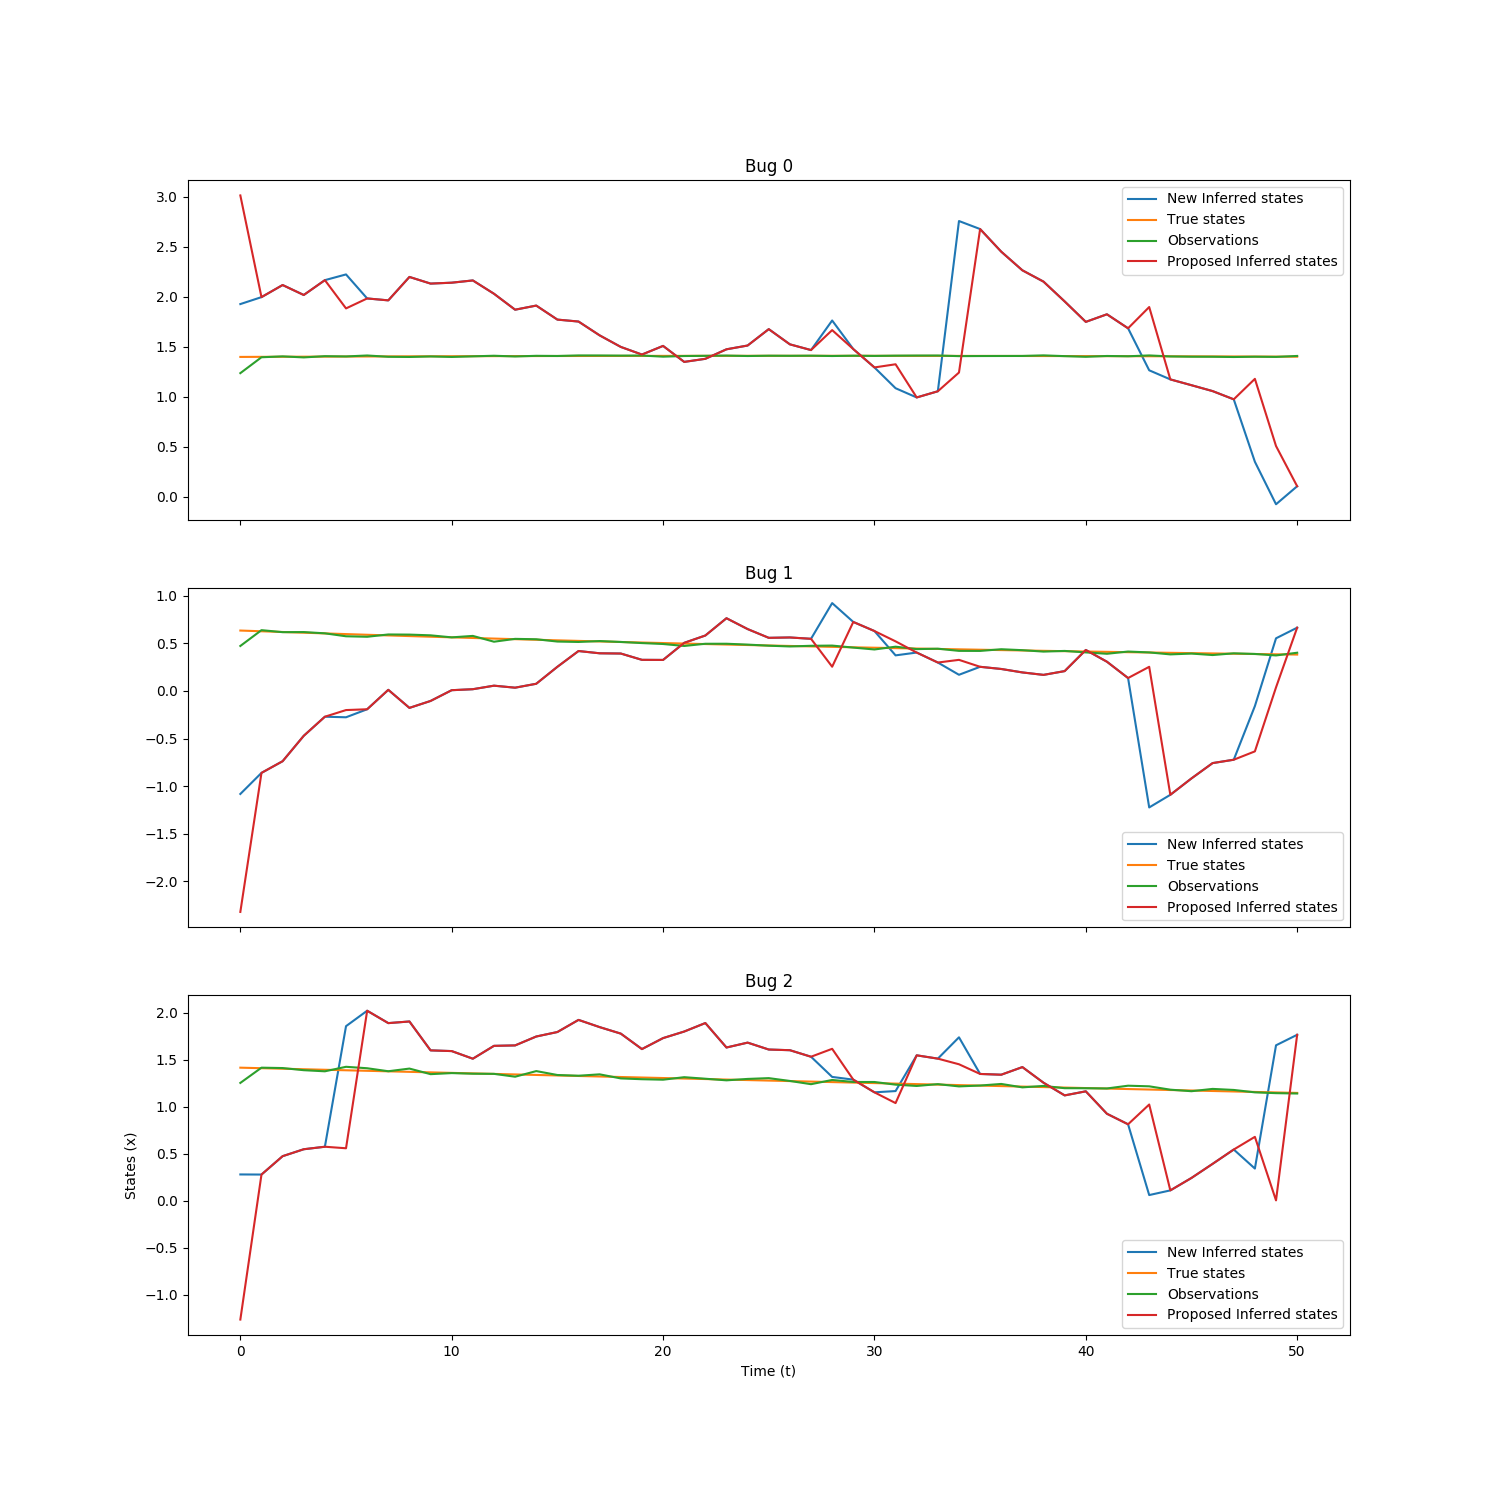 Bug 0
3.0
2.5
2.0
1.5
1.0
0.5
0.0
New Inferred states
True states
Observations
Proposed Inferred states
Bug 1
1.0
0.5
0.0
−0.5
−1.0
−1.5
−2.0
New Inferred states
True states
Observations
Proposed Inferred states
Bug 2
2.0
1.5
1.0
0.5
0.0
−0.5
−1.0
States (x)
New Inferred states
True states
Observations
Proposed Inferred states
0 10 20 30 40 50
Time (t)